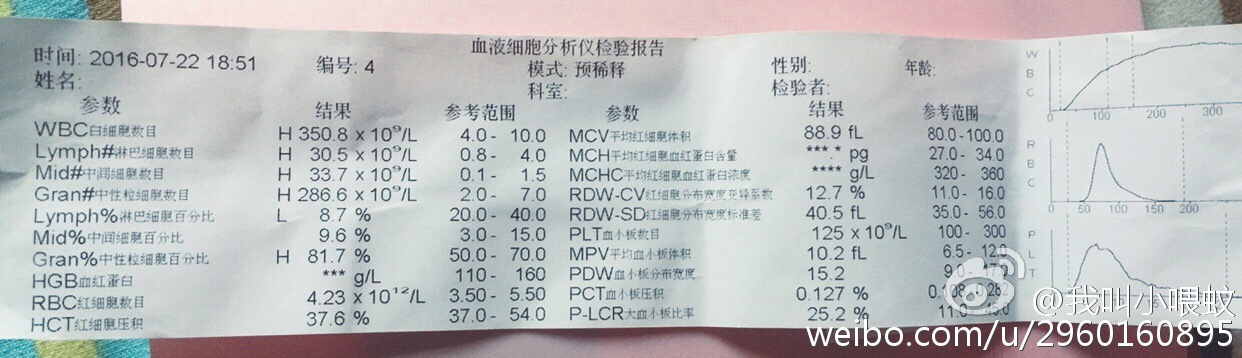 血液细胞分析仪检验报告
时间: 2016-07-22 18:51 编号: 4 模式: 预稀释 性别: 年龄:
姓名: 科室: 检验者:
参数 结果 参考范围 参数 结果 参考范围
WBC白细胞数目 H 350.8 x 10⁹/L 4.0 - 10.0 MCV平均红细胞体积 88.9 fL 80.0-100.0
Lymph#淋巴细胞数目 H 30.5 x 10⁹/L 0.8 - 4.0 MCH平均红细胞血红蛋白含量 ***.* pg 27.0- 34.0
Mid#中间细胞数目 H 33.7 x 10⁹/L 0.1 - 1.5 MCHC平均红细胞血红蛋白浓度 **** g/L 320- 360
Gran#中性粒细胞数目 H 286.6 x 10⁹/L 2.0 - 7.0 RDW-CV红细胞分布宽度变异系数 12.7 % 11.0 - 16.0
Lymph%淋巴细胞百分比 L 8.7 % 20.0 - 40.0 RDW-SD红细胞分布宽度标准差 40.5 fL 35.0 - 56.0
Mid%中间细胞百分比 9.6 % 3.0 - 15.0 PLT血小板数目 125 x 10⁹/L 100 - 300
Gran%中性粒细胞百分比 H 81.7 % 50.0 - 70.0 MPV平均血小板体积 10.2 fL 6.5- 12.0
HGB血红蛋白 *** g/L 110 - 160 PDW血小板分布宽度 15.2 9.0
RBC红细胞数目 4.23 x 10¹²/L 3.50 - 5.50 PCT血小板压积 0.127 % 0.108-0.282
HCT红细胞压积 37.6 % 37.0 - 54.0 P-LCR大血小板比率 25.2 % 11.0
WBC
0 100 200 300
RBC
0 50 100 150 200
PLT
@我叫小喂蚊
weibo.com/u/2960160895